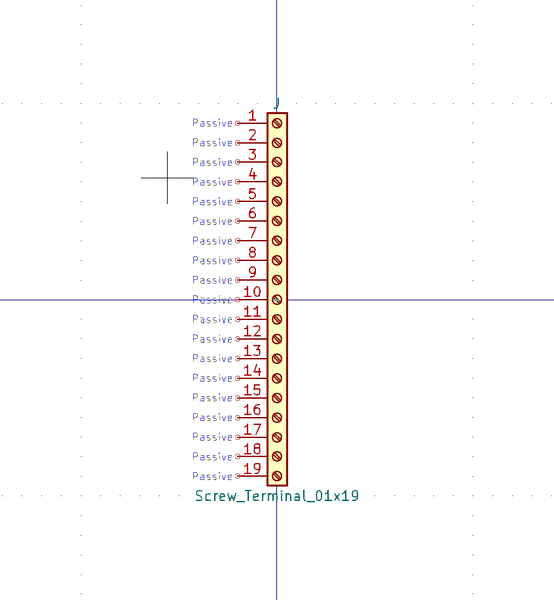 J
Passive 1
Passive 2
Passive 3
Passive 4
Passive 5
Passive 6
Passive 7
Passive 8
Passive 9
Passive 10
Passive 11
Passive 12
Passive 13
Passive 14
Passive 15
Passive 16
Passive 17
Passive 18
Passive 19
Screw_Terminal_01x19